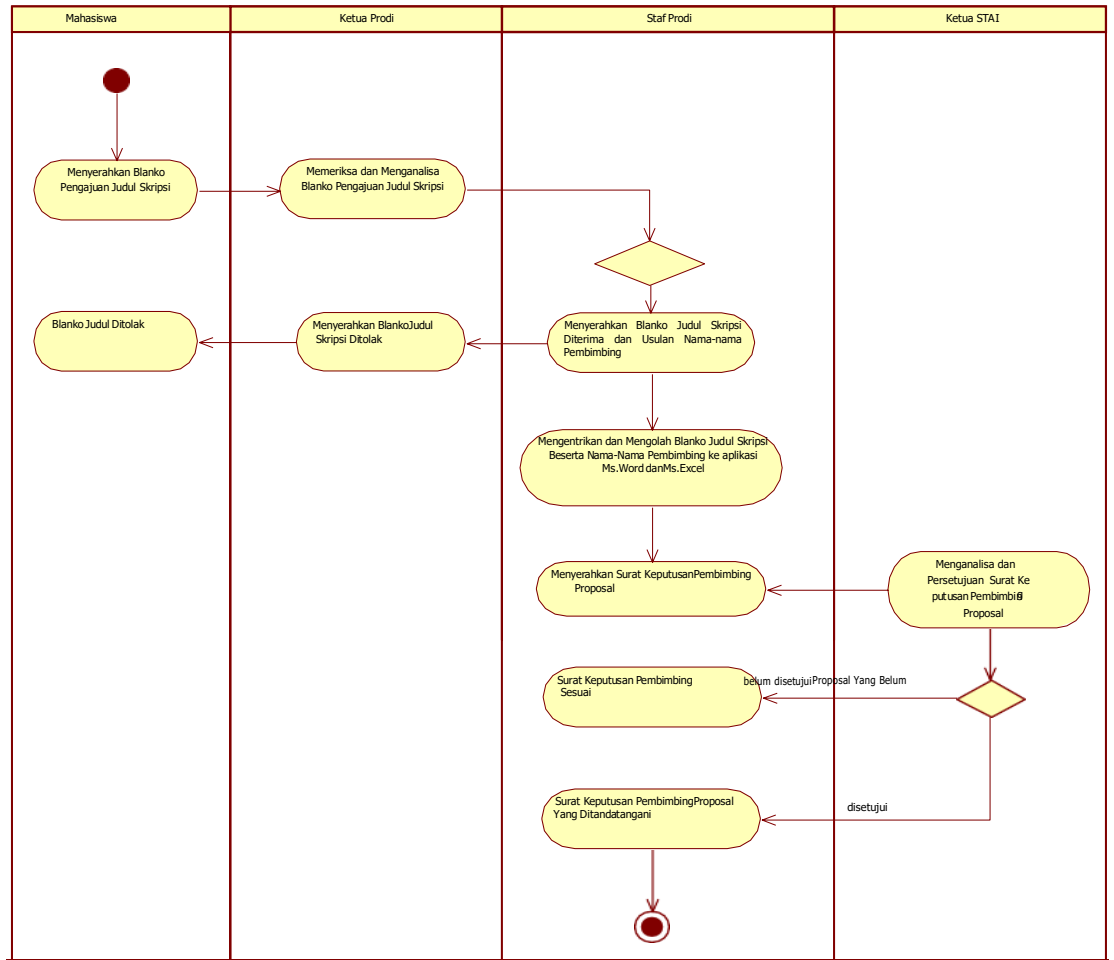 Mahasiswa
Ketua Prodi
Staf Prodi
Ketua STAI
Menyerahkan Blanko
Pengajuan Judul Skripsi
Memeriksa dan Menganalisa
Blanko Pengajuan Judul Skripsi
Blanko Judul Ditolak
Menyerahkan BlankoJudul
Skripsi Ditolak
Menyerahkan Blanko Judul Skripsi
Diterima dan Usulan Nama-nama
Pembimbing
Mengentrikan dan Mengolah Blanko Judul Skripsi
Beserta Nama-Nama Pembimbing ke aplikasi
Ms.Word danMs.Excel
Menyerahkan Surat KeputusanPembimbing
Proposal
Menganalisa dan
Persetujuan Surat Ke
putusan
Proposal
Surat Keputusan Pembimbing
Sesuai
belum disetujuiProposal Yang Belum
Surat Keputusan PembimbingProposal
Yang Ditandatangani
disetujui